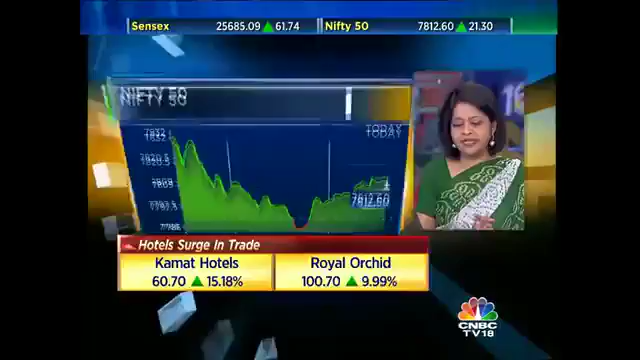 Sensex 25685.09 ▲ 61.74 Nifty 50 7812.60 ▲ 21.30
NIFTY 50
TODAY
7832
7820.5
7809
7797.5
7812.60
16
Hotels Surge In Trade
Kamat Hotels Royal Orchid
60.70 ▲ 15.18% 100.70 ▲ 9.99%
CNBC
TV18